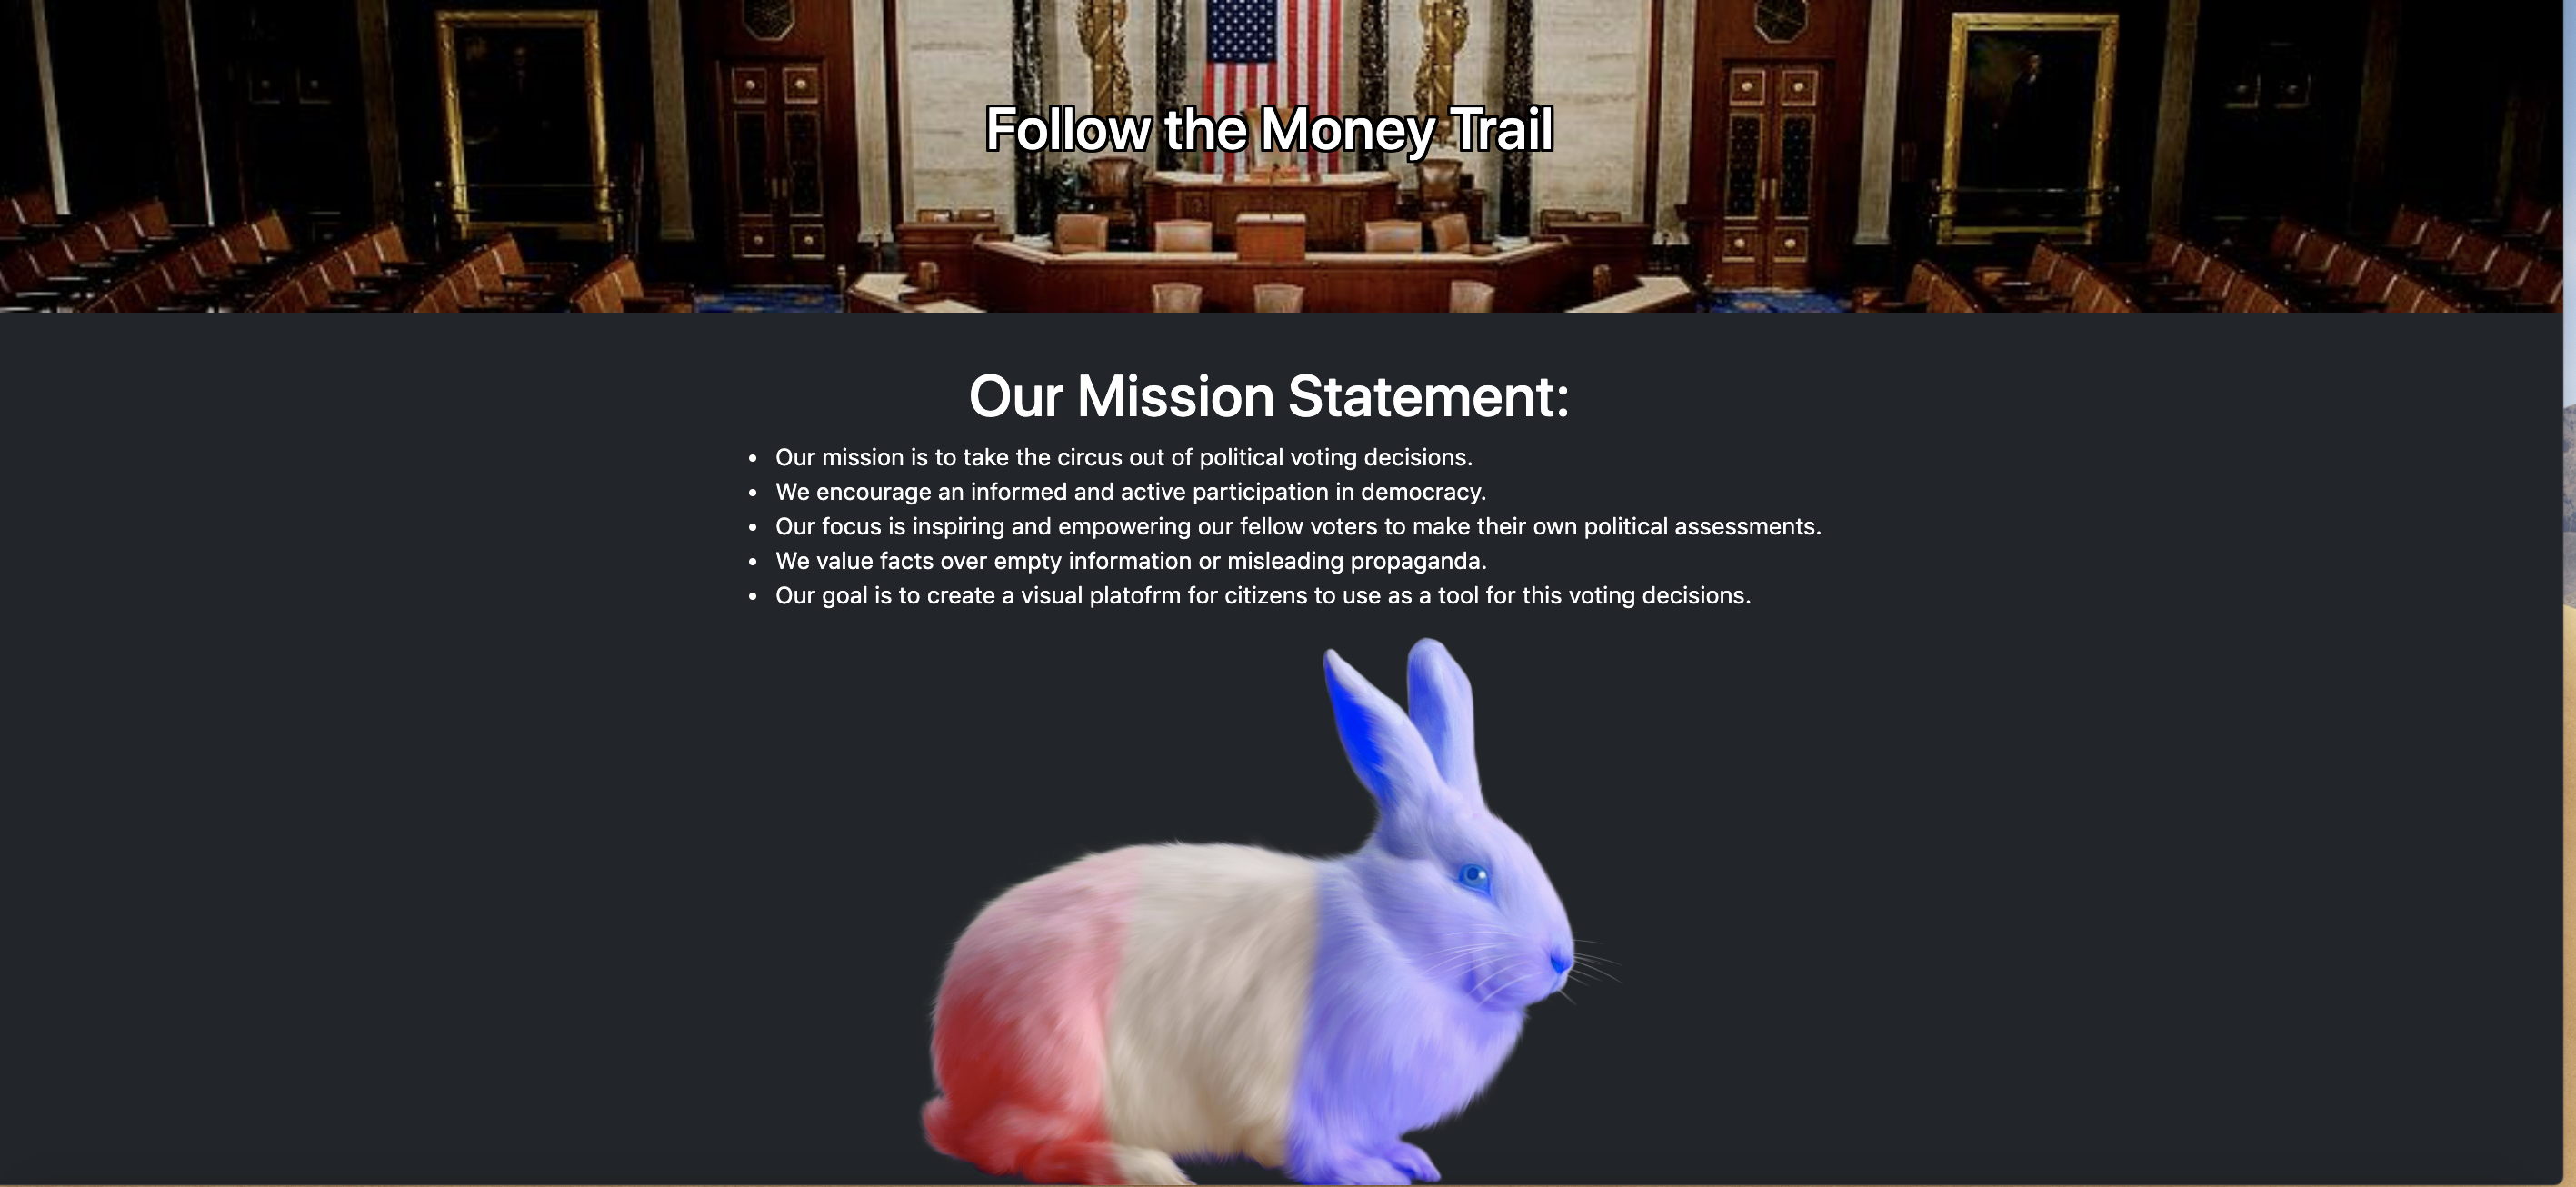 Follow the Money Trail
Our Mission Statement:
• Our mission is to take the circus out of political voting decisions.
• We encourage an informed and active participation in democracy.
• Our focus is inspiring and empowering our fellow voters to make their own political assessments.
• We value facts over empty information or misleading propaganda.
• Our goal is to create a visual platofrm for citizens to use as a tool for this voting decisions.